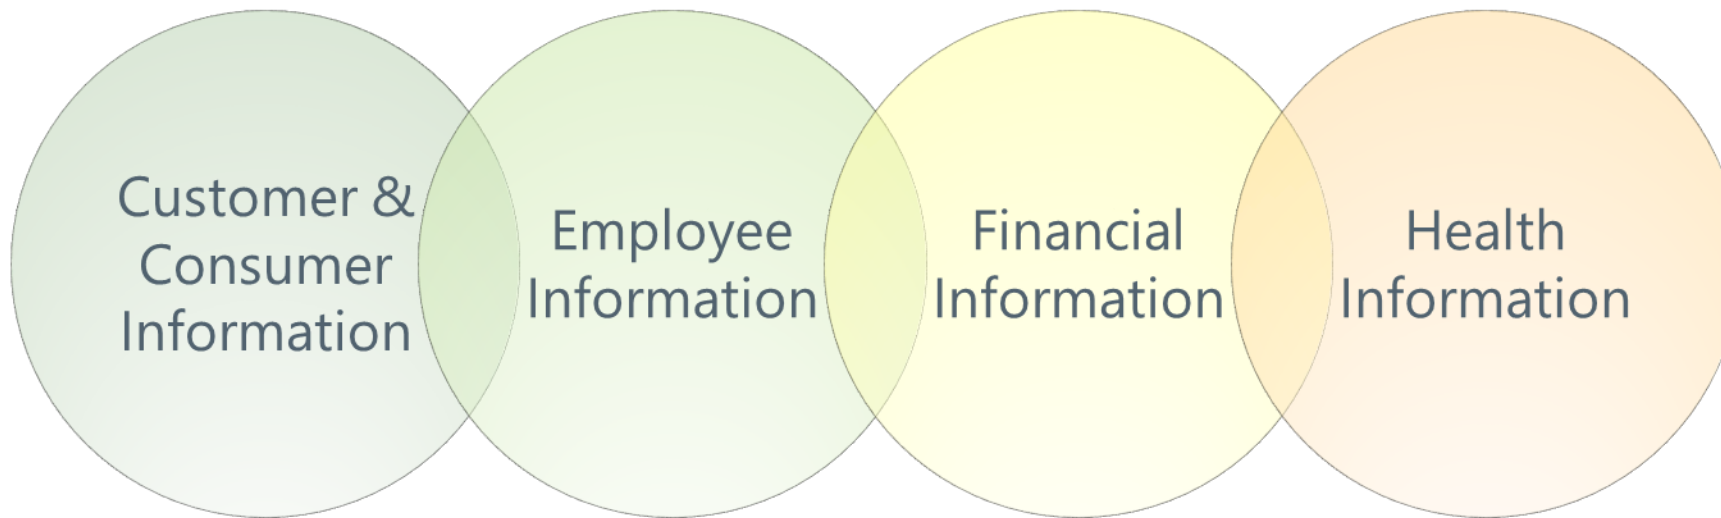 Customer &
Consumer
Information
Employee
Information
Financial
Information
Health
Information